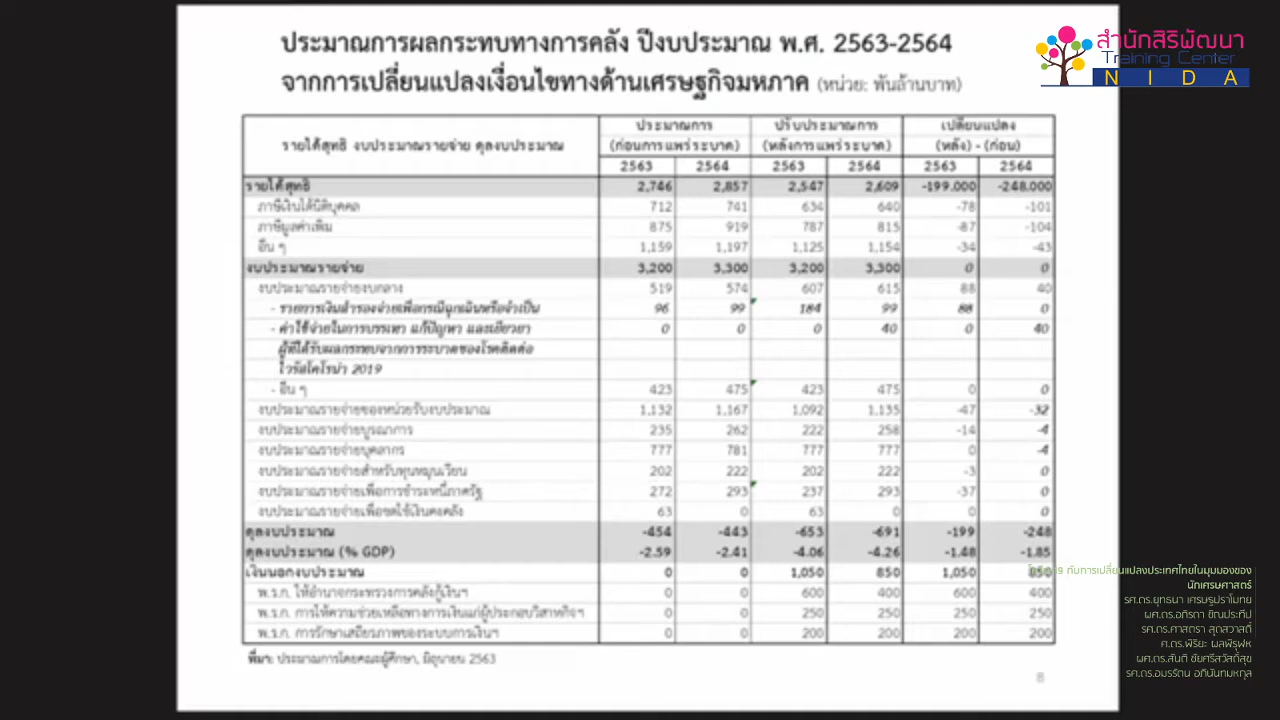 ประมาณการผลกระทบทางการคลัง ปีงบประมาณ พ.ศ. 2563-2564
จากการเปลี่ยนแปลงเงื่อนไขทางด้านเศรษฐกิจมหภาค (หน่วย: พันล้านบาท)
สำนักสิริพัฒนา
Training Center
NIDA
รายได้สุทธิ งบประมาณรายจ่าย ดุลงบประมาณ ประมาณการ (ก่อนการแพร่ระบาด) ปรับประมาณการ (หลังการแพร่ระบาด) เปลี่ยนแปลง (หลัง) - (ก่อน)
2563 2564 2563 2564 2563 2564
รายได้สุทธิ 2,746 2,857 2,547 2,609 -199.000 -248.000
ภาษีเงินได้นิติบุคคล 712 741 634 640 -78 -101
ภาษีมูลค่าเพิ่ม 875 919 787 815 -87 -104
อื่น ๆ 1,159 1,197 1,125 1,154 -34 -43
งบประมาณรายจ่าย 3,200 3,300 3,200 3,300 0 0
งบประมาณรายจ่ายงบกลาง 519 574 607 615 88 40
- รายการเงินสำรองจ่ายเพื่อกรณีฉุกเฉินหรือจำเป็น 96 99 184 99 88 0
- ค่าใช้จ่ายในการบรรเทา แก้ปัญหา และเยียวยา 0 0 0 40 0 40
ผู้ที่ได้รับผลกระทบจากการระบาดของโรคติดต่อ
ไวรัสโคโรน่า 2019
- อื่น ๆ 423 475 423 475 0 0
งบประมาณรายจ่ายของหน่วยรับงบประมาณ 1,132 1,167 1,092 1,135 -47 -32
งบประมาณรายจ่ายบูรณาการ 235 262 222 258 -14 -4
งบประมาณรายจ่ายบุคลากร 777 781 777 777 0 -4
งบประมาณรายจ่ายสำหรับทุนหมุนเวียน 202 222 202 222 -3 0
งบประมาณรายจ่ายเพื่อการชำระหนี้ภาครัฐ 272 293 237 293 -37 0
งบประมาณรายจ่ายเพื่อชดใช้เงินคงคลัง 63 0 63 0 0 0
ดุลงบประมาณ -454 -443 -653 -691 -199 -248
ดุลงบประมาณ (% GDP) -2.59 -2.41 -4.06 -4.26 -1.48 -1.85
เงินนอกงบประมาณ 0 0 1,050 850 1,050 850
พ.ร.ก. ให้อำนาจกระทรวงการคลังกู้เงินฯ 0 0 600 400 600 400
พ.ร.ก. การให้ความช่วยเหลือทางการเงินแก่ผู้ประกอบวิสาหกิจฯ 0 0 250 250 250 250
พ.ร.ก. การรักษาเสถียรภาพของระบบการเงินฯ 0 0 200 200 200 200
ที่มา: ประมาณการโดยคณะผู้ศึกษา, มิถุนายน 2563
8
19 กับการเปลี่ยนแปลงประเทศไทยในมุมมองของ
นักเศรษฐศาสตร์
รศ.ดร.ยุทธนา เศรษฐปราโมทย์
ผศ.ดร.อทิตา ชิณประทีป
รศ.ดร.ศาสตรา สุดสวาสดิ์
ศ.ดร.พิริยะ ผลพิรุฬห์
ผศ.ดร.สันติ ชัยศรีสวัสดิ์สุข
รศ.ดร.อมรรัตน์ อภินันท์มหกุล